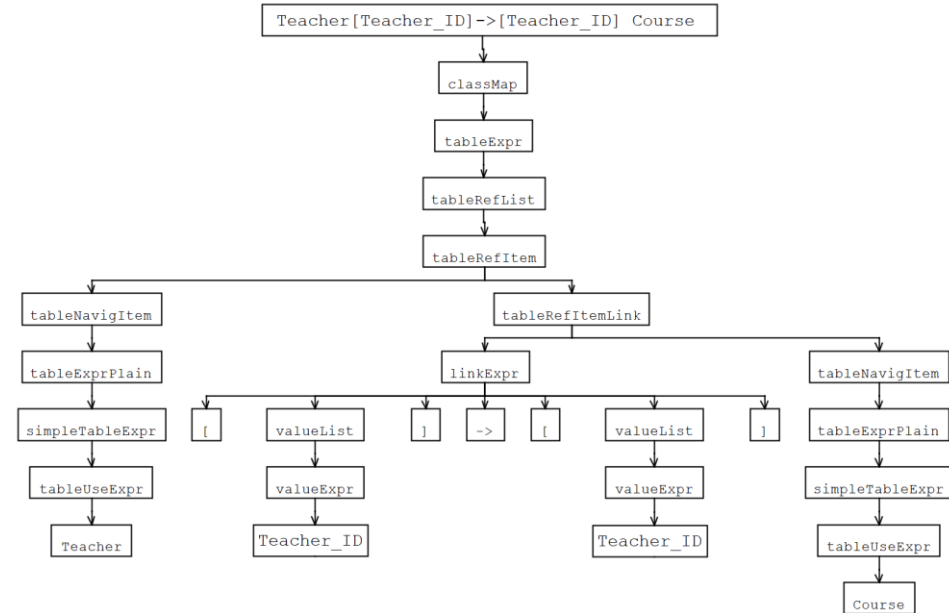 Teacher[Teacher_ID]->[Teacher_ID] Course
classMap
tableExpr
tableRefList
tableRefItem
tableNavigItem
tableRefItemLink
tableExprPlain
linkExpr
tableNavigItem
simpleTableExpr
[
valueList
]
->
[
valueList
]
tableExprPlain
tableUseExpr
valueExpr
valueExpr
simpleTableExpr
Teacher
Teacher_ID
Teacher_ID
tableUseExpr
Course